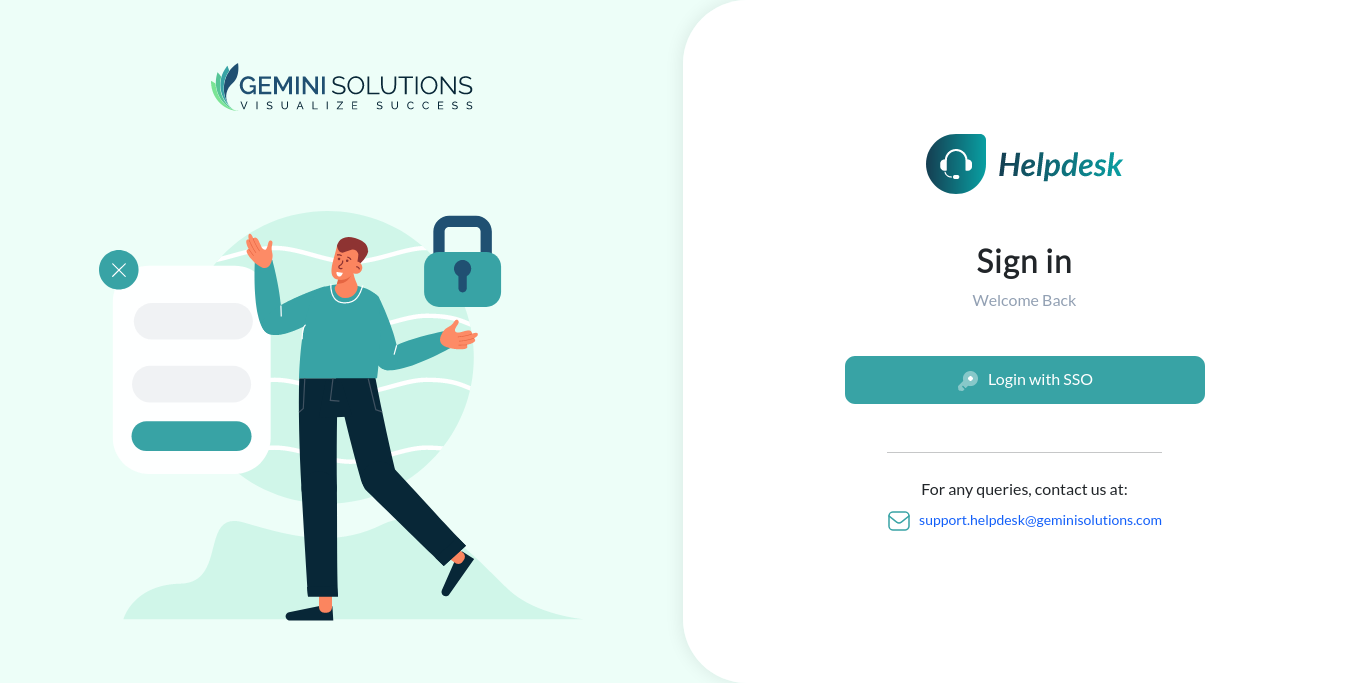 GEMINI SOLUTIONS
VISUALIZE SUCCESS
Helpdesk
Sign in
Welcome Back
Login with SSO
For any queries, contact us at:
support.helpdesk@geminisolutions.com